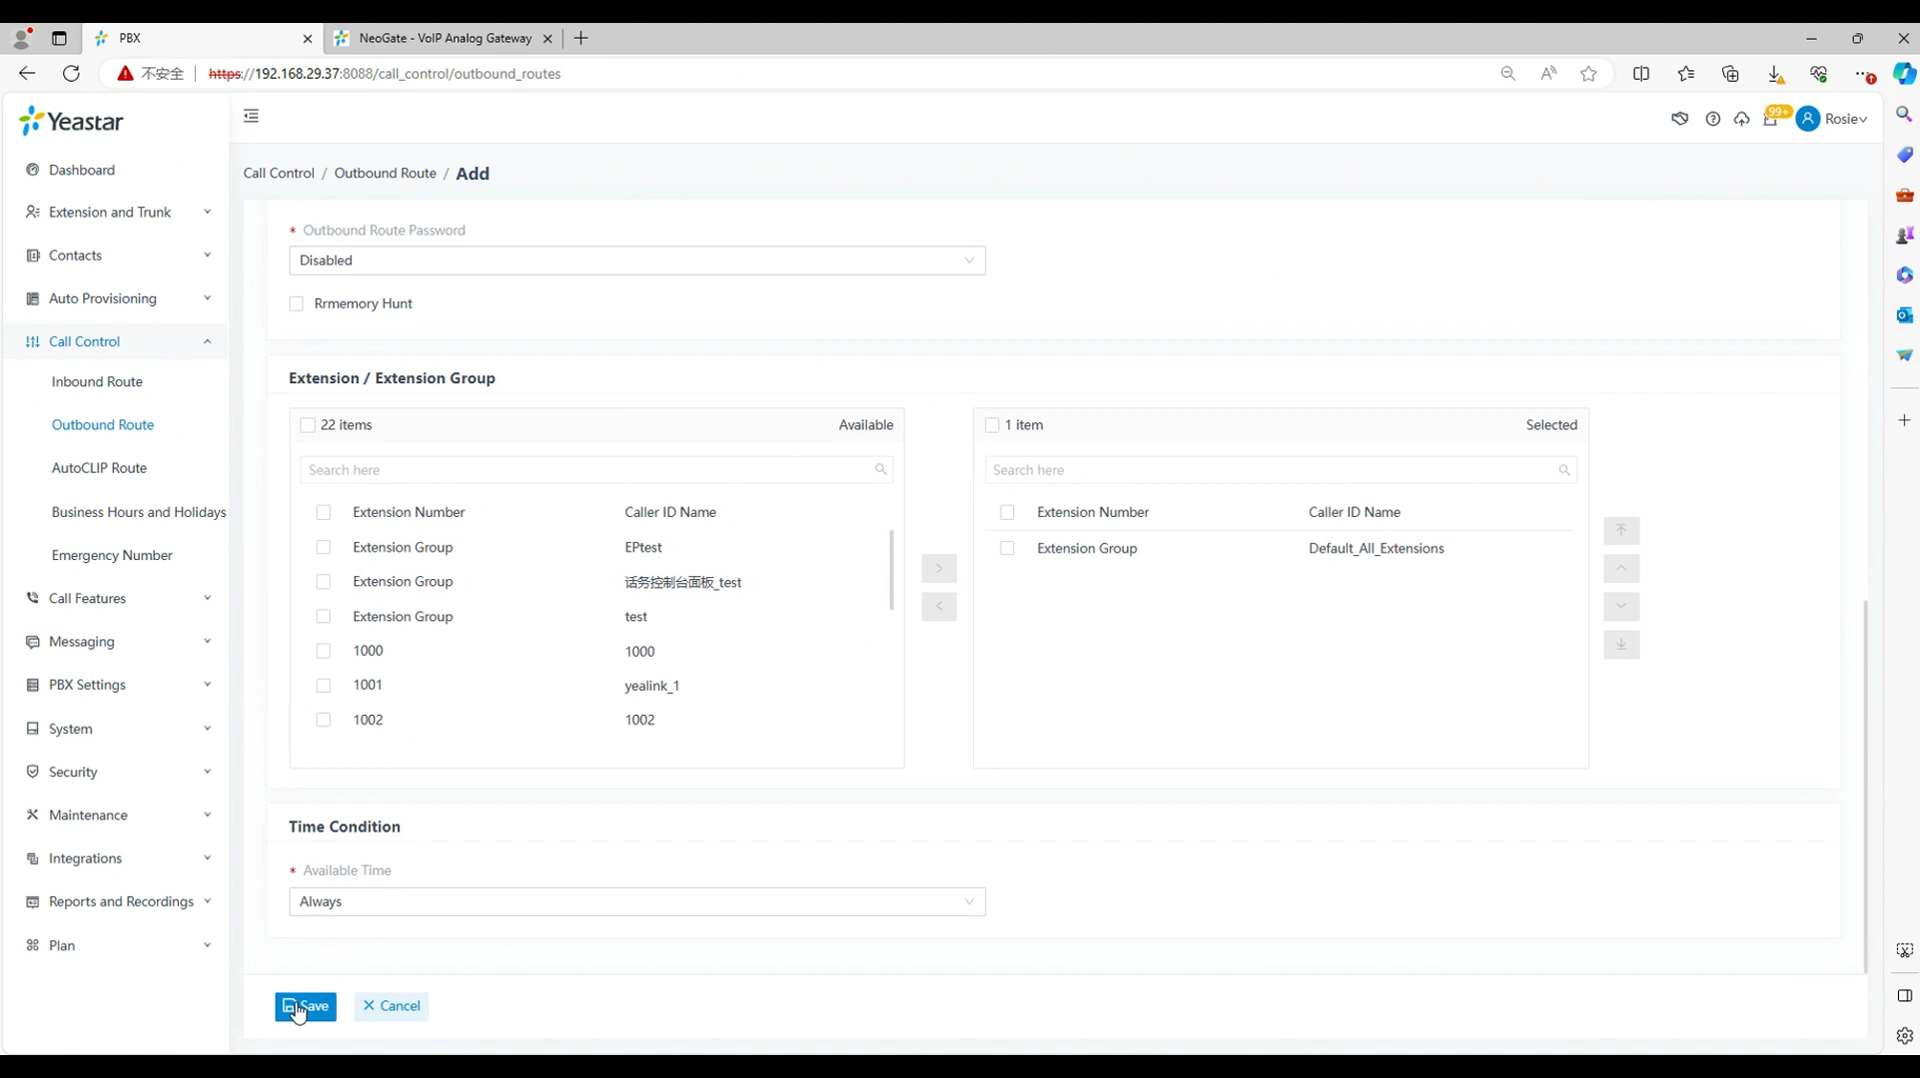 PBX
NeoGate - VoIP Analog Gateway
不安全
https://192.168.29.37:8088/call_control/outbound_routes
Yeastar
99+
Rosie
Dashboard
Extension and Trunk
Contacts
Auto Provisioning
Call Control
Inbound Route
Outbound Route
AutoCLIP Route
Business Hours and Holidays
Emergency Number
Call Features
Messaging
PBX Settings
System
Security
Maintenance
Integrations
Reports and Recordings
Plan
Call Control / Outbound Route / Add
* Outbound Route Password
Disabled
Rrmemory Hunt
Extension / Extension Group
22 items Available
Search here
Extension Number Caller ID Name
Extension Group EPtest
Extension Group 话务控制台面板_test
Extension Group test
1000 1000
1001 yealink_1
1002 1002
1 item Selected
Search here
Extension Number Caller ID Name
Extension Group Default_All_Extensions
Time Condition
* Available Time
Always
Save
Cancel